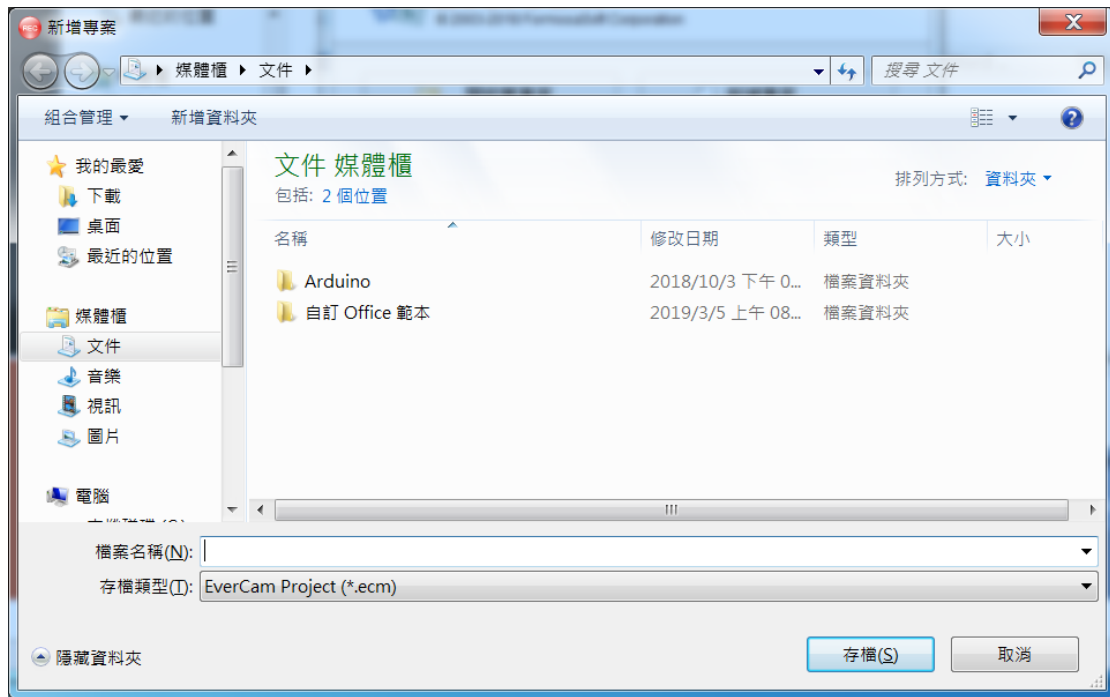 新增專案
© 2003-2019 FormosaSoft Corporation
媒體櫃 ▸ 文件 ▸
搜尋 文件
組合管理 新增資料夾
我的最愛
下載
桌面
最近的位置
媒體櫃
文件
音樂
視訊
圖片
電腦
文件 媒體櫃
包括: 2 個位置
排列方式: 資料夾
名稱 修改日期 類型 大小
Arduino 2018/10/3 下午 0... 檔案資料夾
自訂 Office 範本 2019/3/5 上午 08... 檔案資料夾
檔案名稱(N):
存檔類型(T): EverCam Project (*.ecm)
隱藏資料夾
存檔(S) 取消